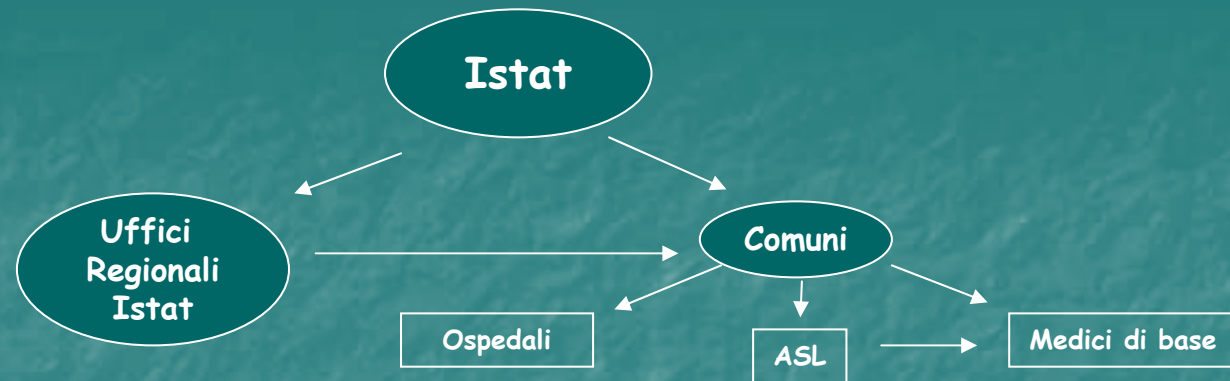 Istat
Uffici
Regionali
Istat
Comuni
Ospedali
ASL
Medici di base